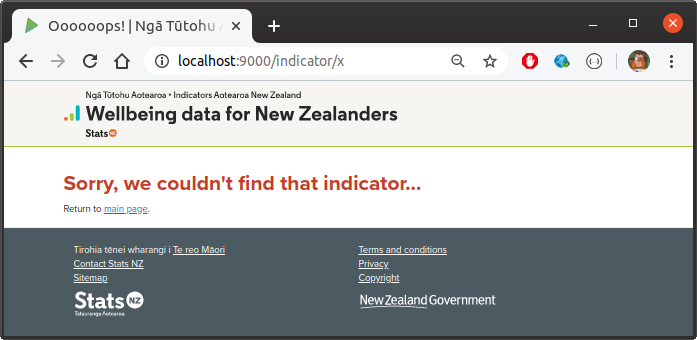 Oooooops! | Ngā Tūtohu A
localhost:9000/indicator/x
Ngā Tūtohu Aotearoa • Indicators Aotearoa New Zealand
Wellbeing data for New Zealanders
Stats NZ
Sorry, we couldn't find that indicator...
Return to main page.
Tirohia tēnei wharangi i Te reo Māori
Contact Stats NZ
Sitemap
Stats NZ
Tatauranga Aotearoa
Terms and conditions
Privacy
Copyright
New Zealand Government